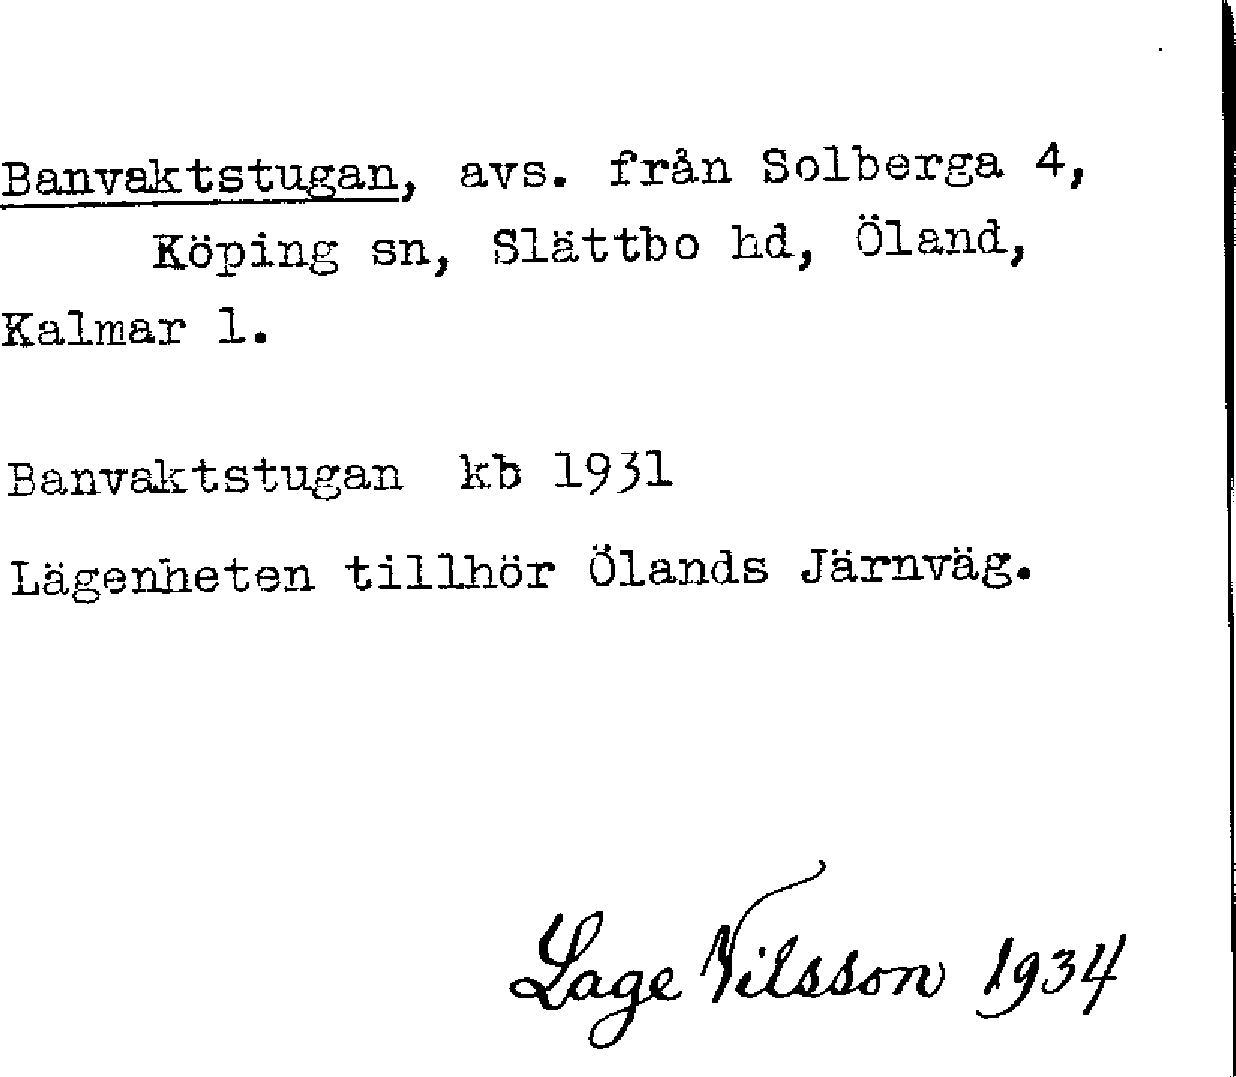 Banvaktstugan, avs. från Solberga 4,
Köping sn, Slättbo hd, Öland,
Kalmar l.
Banvaktstugan kb 1931
Lägenheten tillhör Ölands Järnväg.
Lage Nilsson 1934